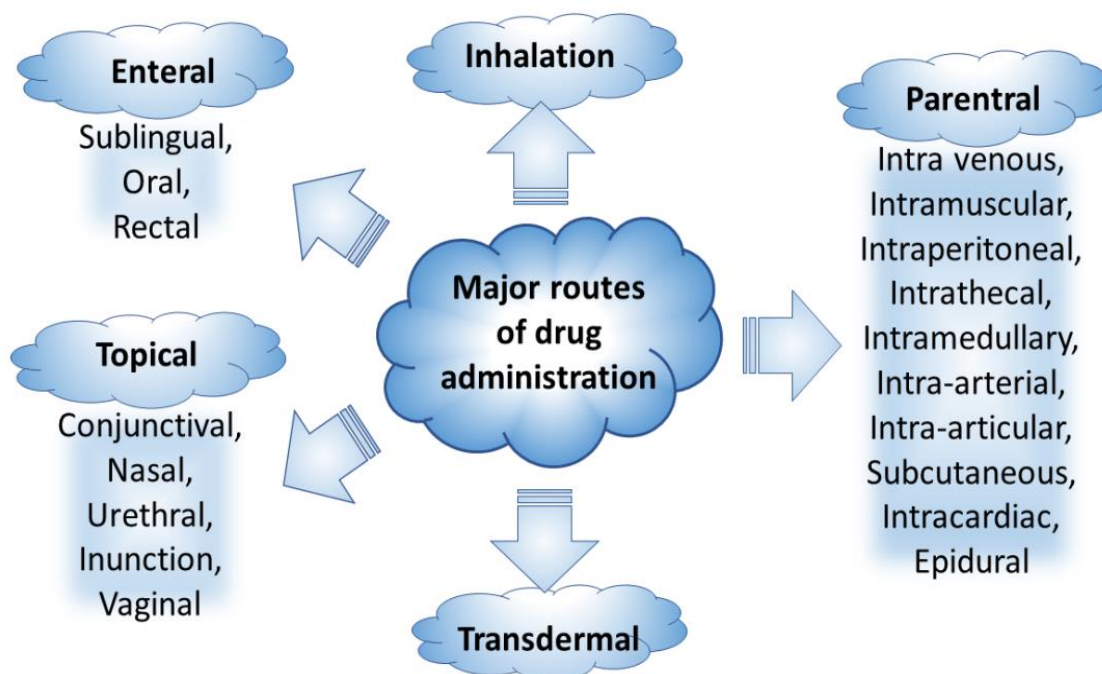 Enteral
Sublingual,
Oral,
Rectal
Inhalation
Parentral
Intra venous,
Intramuscular,
Intraperitoneal,
Intrathecal,
Intramedullary,
Intra-arterial,
Intra-articular,
Subcutaneous,
Intracardiac,
Epidural
Major routes
of drug
administration
Topical
Conjunctival,
Nasal,
Urethral,
Inunction,
Vaginal
Transdermal